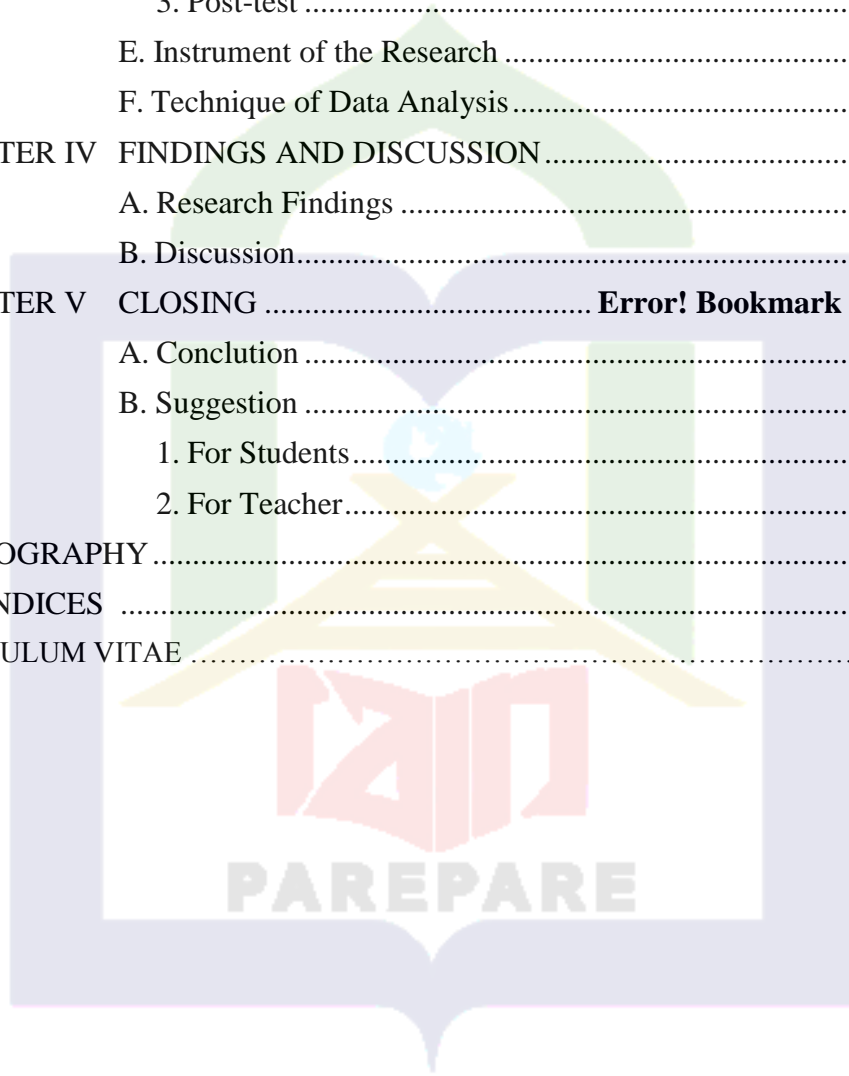 3. Post-test ........................................................................
E. Instrument of the Research ............................................
F. Technique of Data Analysis...........................................
TER IV FINDINGS AND DISCUSSION.......................................
A. Research Findings .........................................................
B. Discussion......................................................................
TER V CLOSING ......................................... Error! Bookmark
A. Conclution .....................................................................
B. Suggestion .....................................................................
1. For Students...............................................................
2. For Teacher................................................................
OGRAPHY ........................................................................................
NDICES ............................................................................................
ULUM VITAE ………………………………………………………………….
PAREPARE